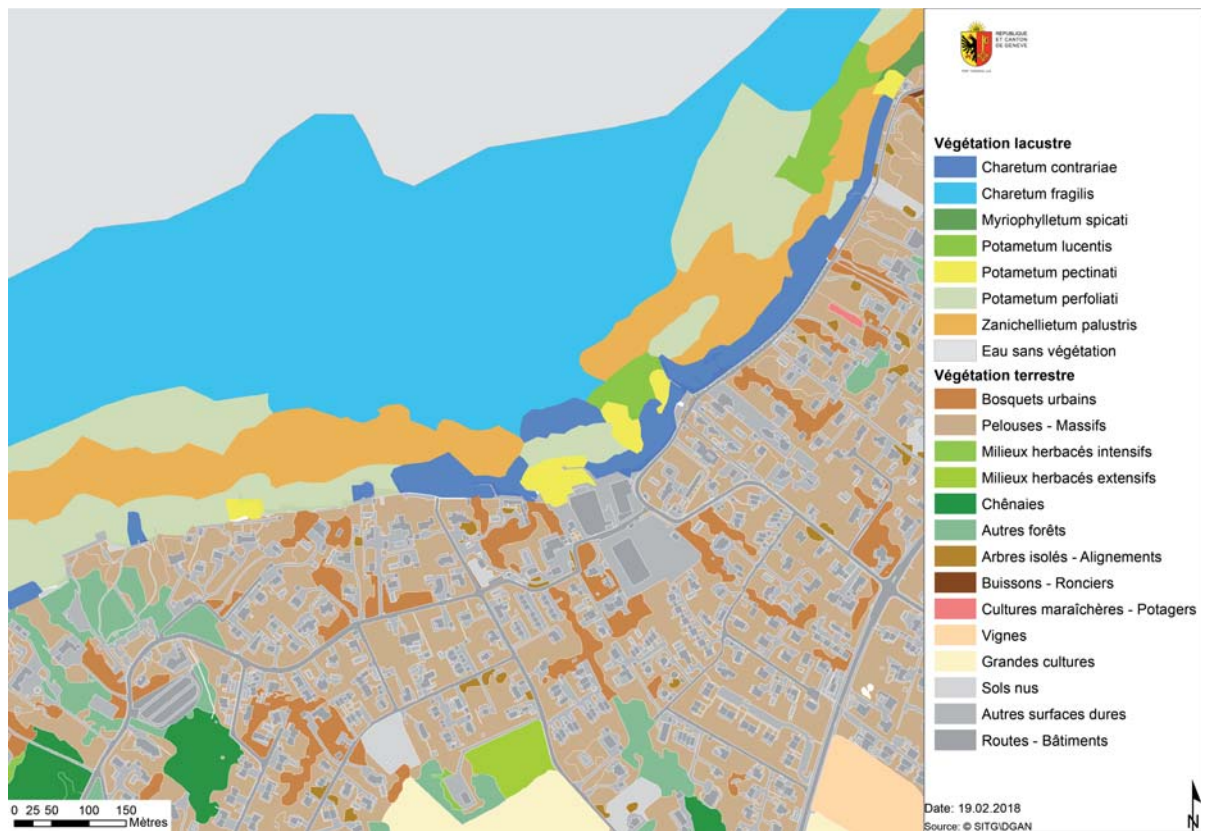 REPUBLIQUE
ET CANTON
DE GENEVE
Végétation lacustre
Charetum contrariae
Charetum fragilis
Myriophylletum spicati
Potametum lucentis
Potametum pectinati
Potametum perfoliati
Zanichellietum palustris
Eau sans végétation
Végétation terrestre
Bosquets urbains
Pelouses - Massifs
Milieux herbacés intensifs
Milieux herbacés extensifs
Chênaies
Autres forêts
Arbres isolés - Alignements
Buissons - Ronciers
Cultures maraîchères - Potagers
Vignes
Grandes cultures
Sols nus
Autres surfaces dures
Routes - Bâtiments
0 25 50 100 150
Mètres
Date: 19.02.2018
Source: © SITG\DGAN
N